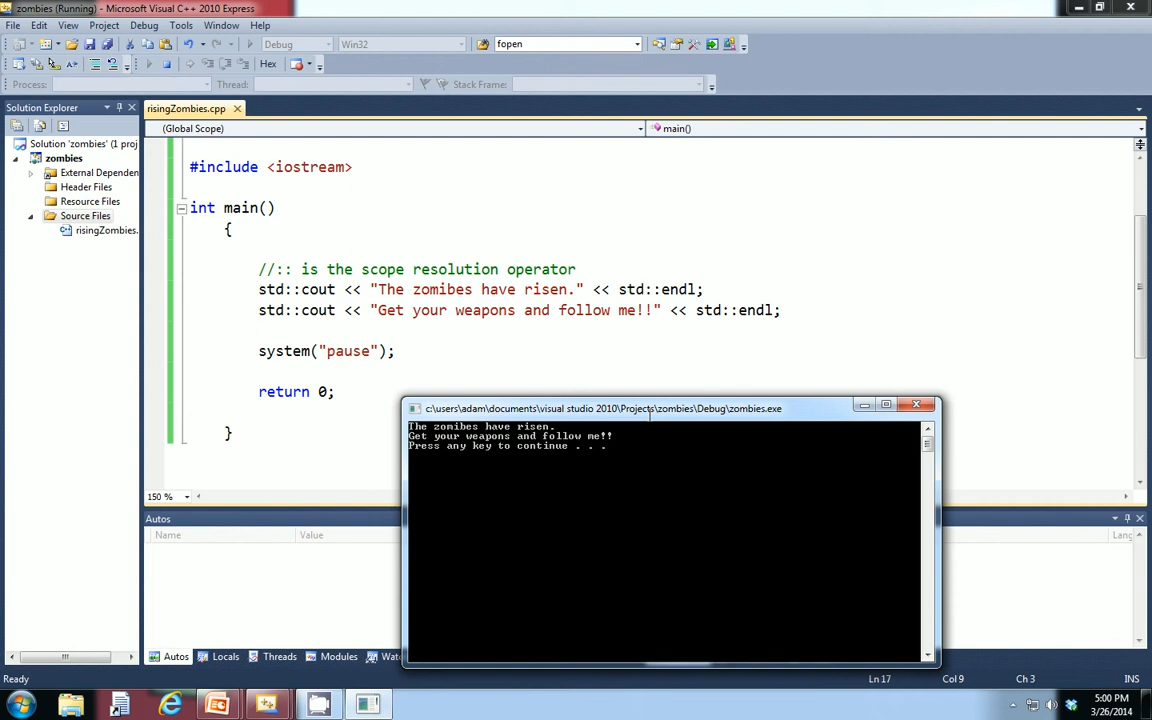 zombies (Running) - Microsoft Visual C++ 2010 Express
File Edit View Project Debug Tools Window Help
Debug Win32 fopen
Hex
Process: Thread: Stack Frame:
Solution Explorer
risingZombies.cpp
(Global Scope)
main()
Solution 'zombies' (1 proj
zombies
External Dependen
Header Files
Resource Files
Source Files
risingZombies.
#include <iostream>
int main()
{
//:: is the scope resolution operator
std::cout << "The zomibes have risen." << std::endl;
std::cout << "Get your weapons and follow me!!" << std::endl;
system("pause");
return 0;
}
150 %
c:\users\adam\documents\visual studio 2010\Projects\zombies\Debug\zombies.exe
The zomibes have risen.
Get your weapons and follow me!!
Press any key to continue . . .
Autos
Name Value Lang
Autos Locals Threads Modules Wat
Ready Ln 17 Col 9 Ch 3 INS
5:00 PM
3/26/2014